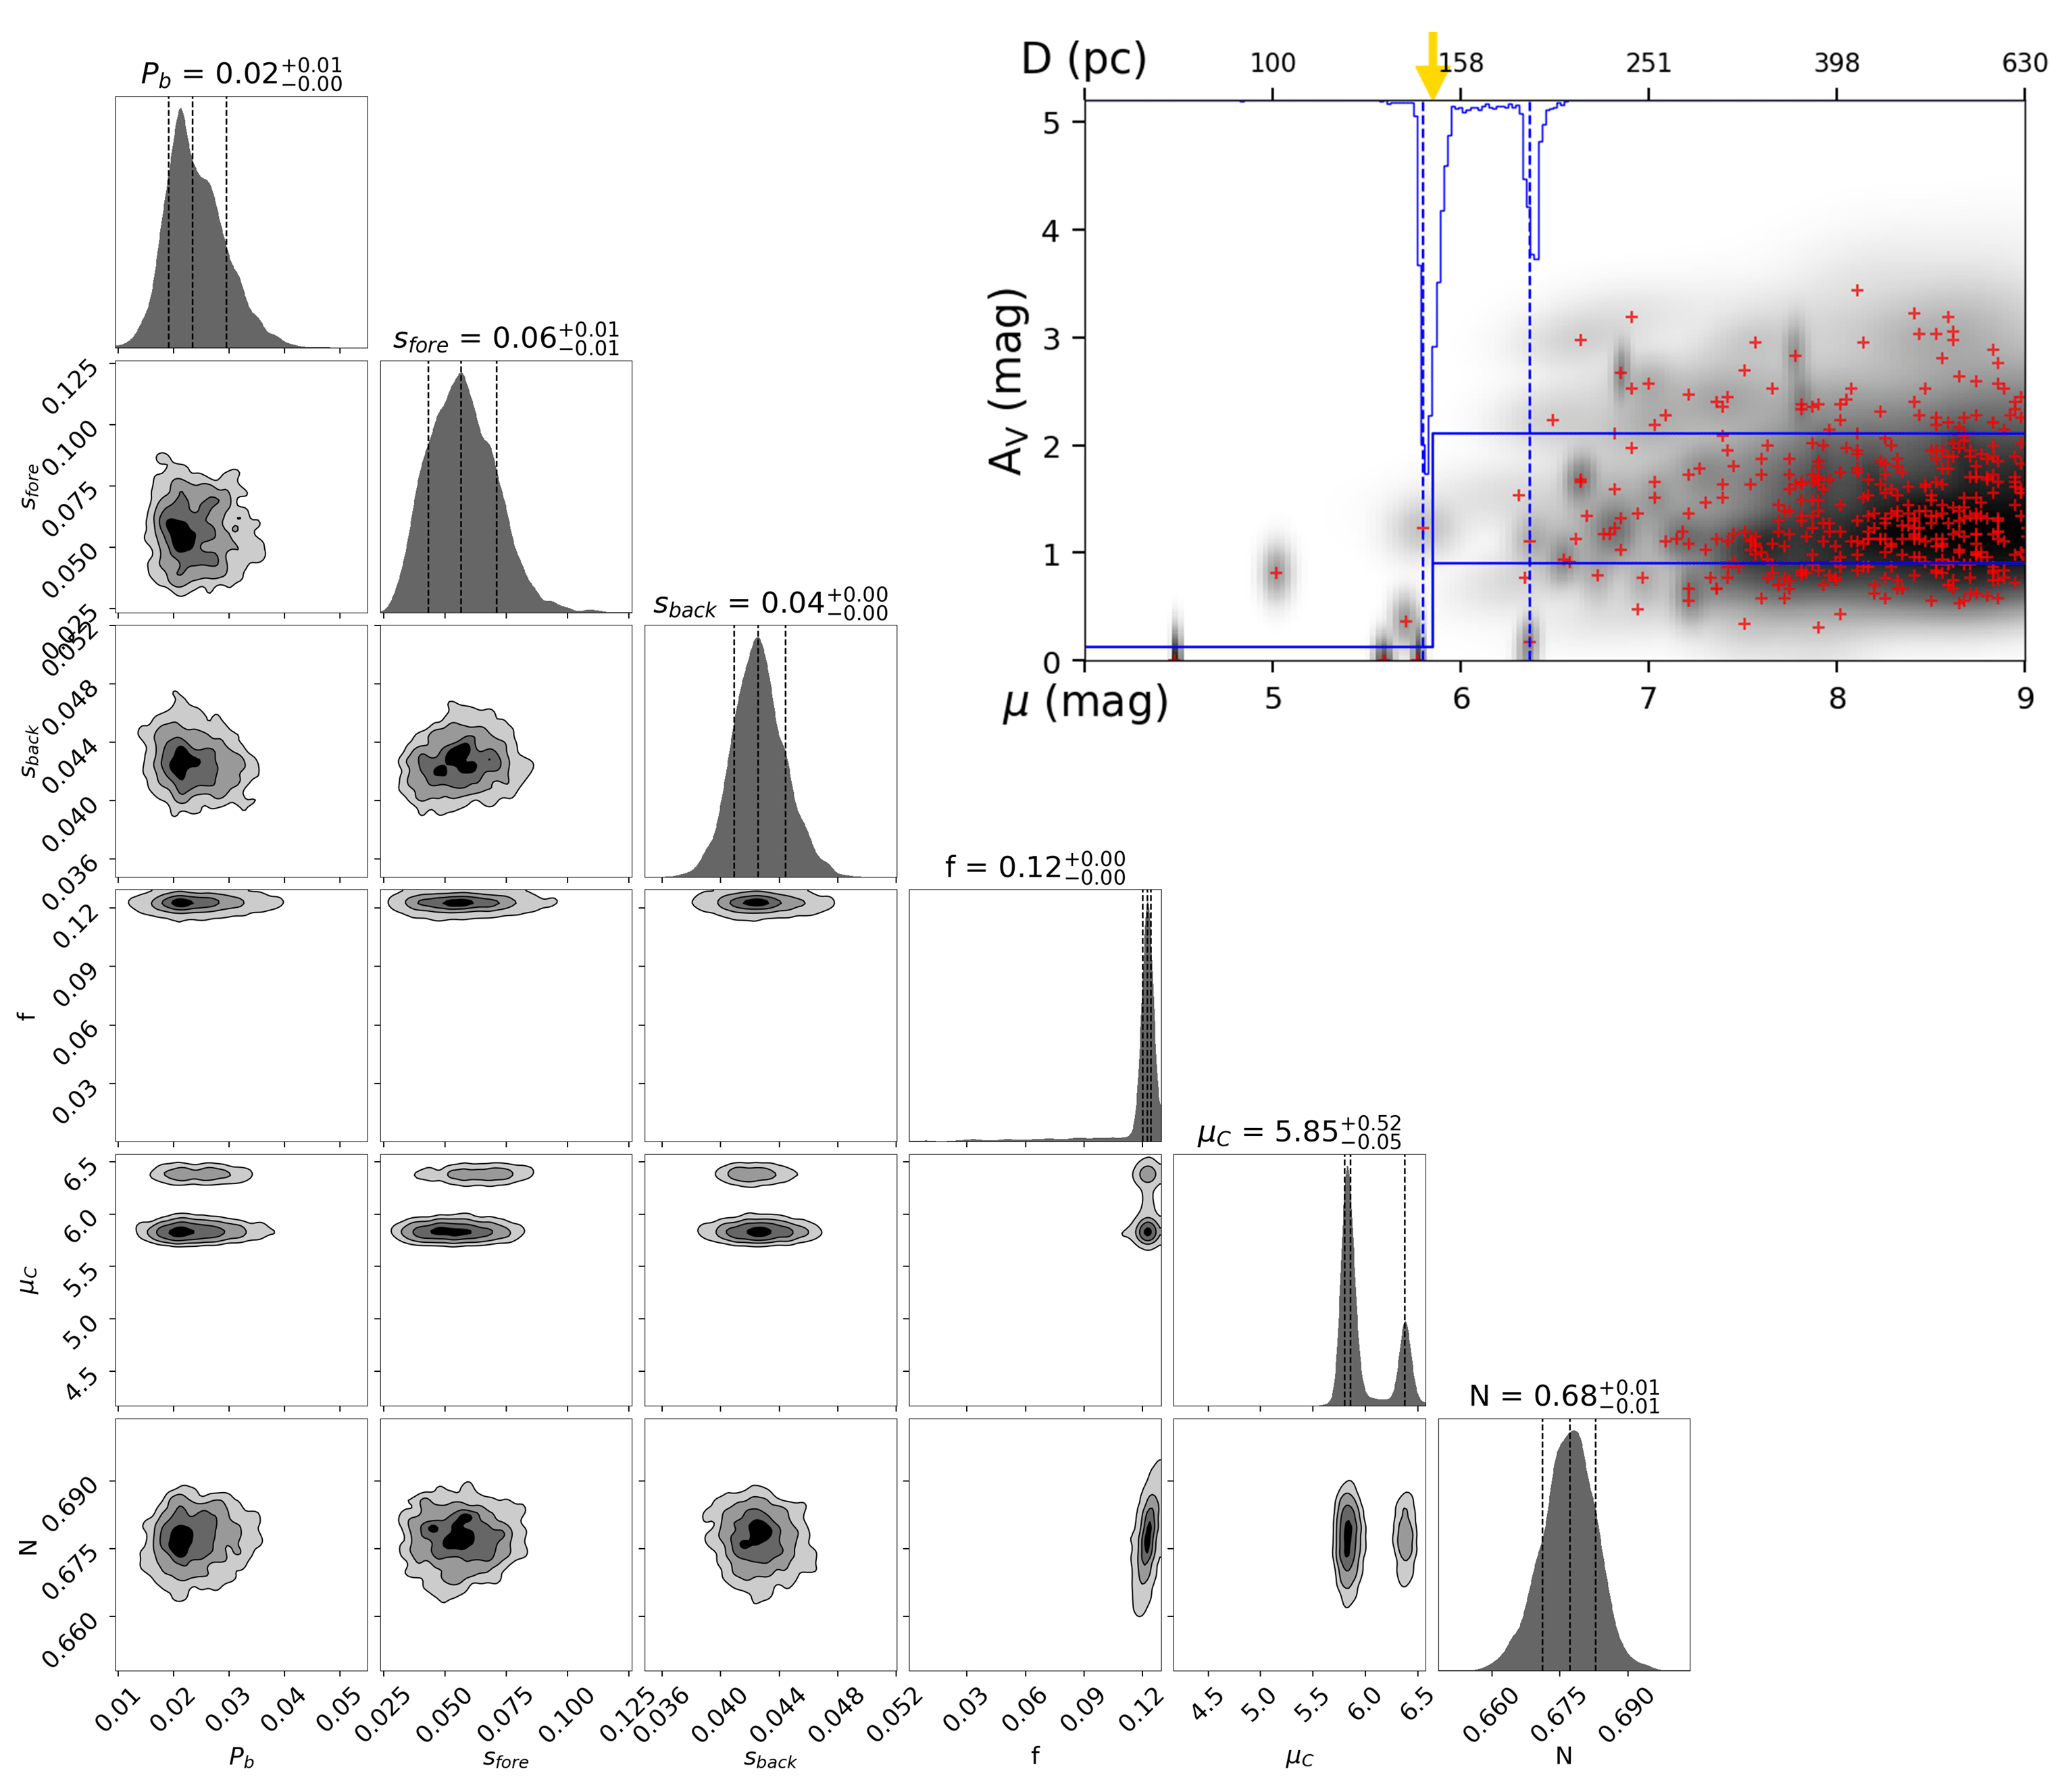 D (pc) 100 158 251 398 630
P_b = 0.02^{+0.01}_{-0.00}
5
4
3
2
1
0
Av (mag)
5 6 7 8 9
μ (mag)
s_fore = 0.06^{+0.01}_{-0.01}
0.125
0.100
0.075
0.050
0.025
s_fore
s_back = 0.04^{+0.00}_{-0.00}
0.052
0.048
0.044
0.040
0.036
s_back
f = 0.12^{+0.00}_{-0.00}
0.12
0.09
0.06
0.03
f
μ_C = 5.85^{+0.52}_{-0.05}
6.5
6.0
5.5
5.0
4.5
μ_C
N = 0.68^{+0.01}_{-0.01}
0.690
0.675
0.660
N
0.01 0.02 0.03 0.04 0.05 0.025 0.050 0.075 0.100 0.125 0.036 0.040 0.044 0.048 0.052 0.03 0.06 0.09 0.12 4.5 5.0 5.5 6.0 6.5 0.660 0.675 0.690
P_b s_fore s_back f μ_C N